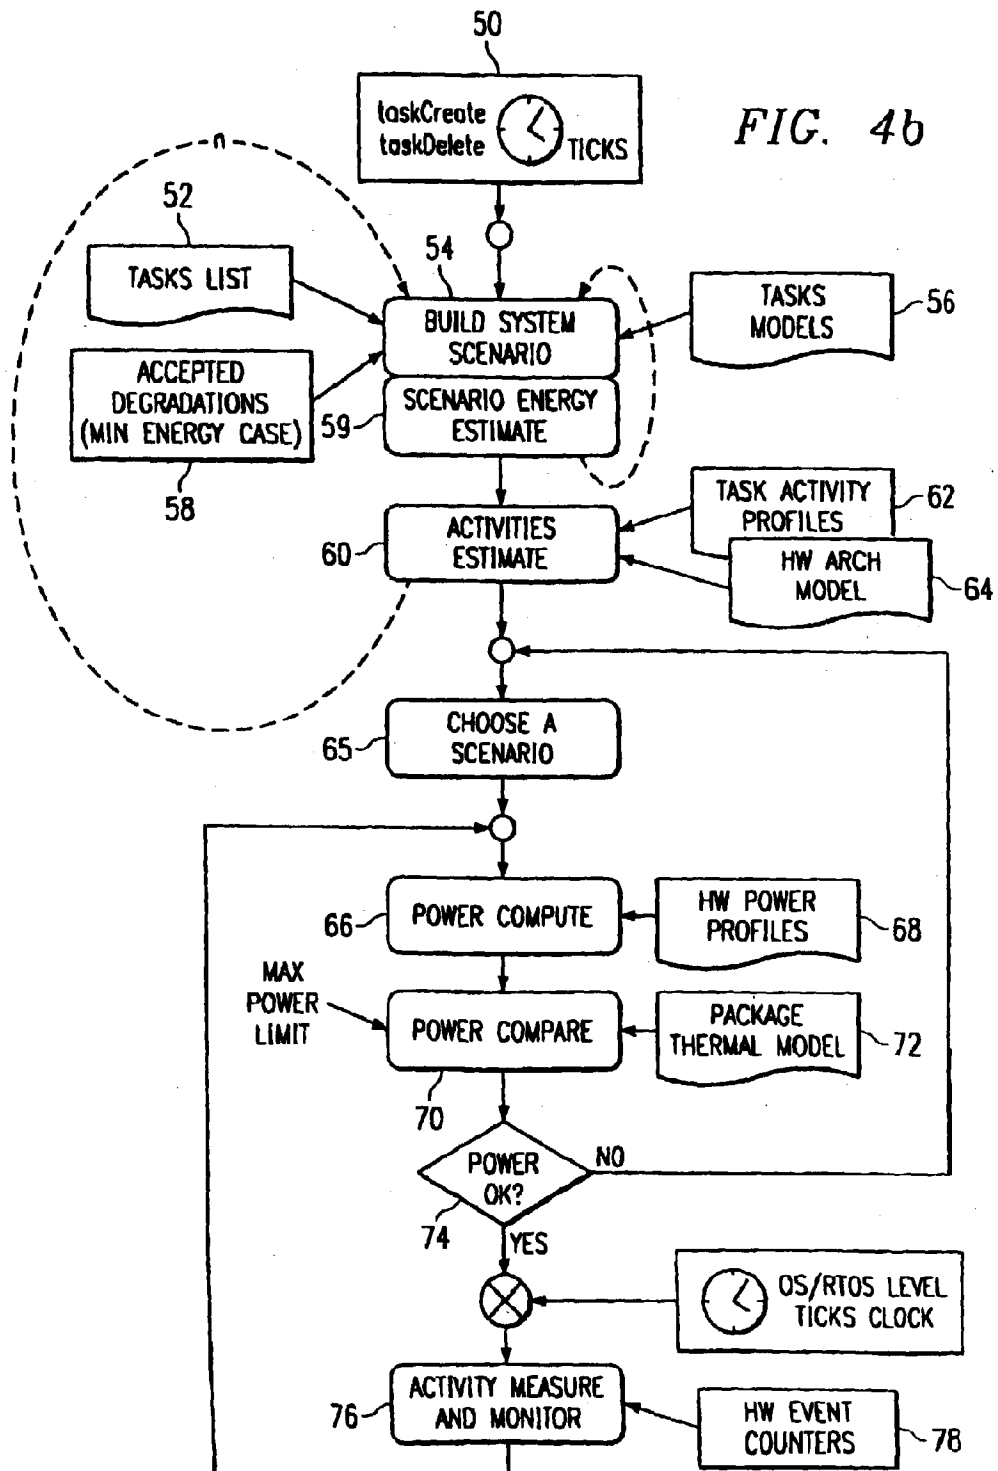 50
taskCreate
taskDelete
TICKS
FIG. 4b
n
52
TASKS LIST
54
BUILD SYSTEM
SCENARIO
TASKS
MODELS
56
ACCEPTED
DEGRADATIONS
(MIN ENERGY CASE)
58
59
SCENARIO ENERGY
ESTIMATE
60
ACTIVITIES
ESTIMATE
TASK ACTIVITY
PROFILES
62
HW ARCH
MODEL
64
65
CHOOSE A
SCENARIO
66
POWER COMPUTE
HW POWER
PROFILES
68
MAX
POWER
LIMIT
POWER COMPARE
70
PACKAGE
THERMAL MODEL
72
POWER
OK?
74
NO
YES
OS/RTOS LEVEL
TICKS CLOCK
76
ACTIVITY MEASURE
AND MONITOR
HW EVENT
COUNTERS
78